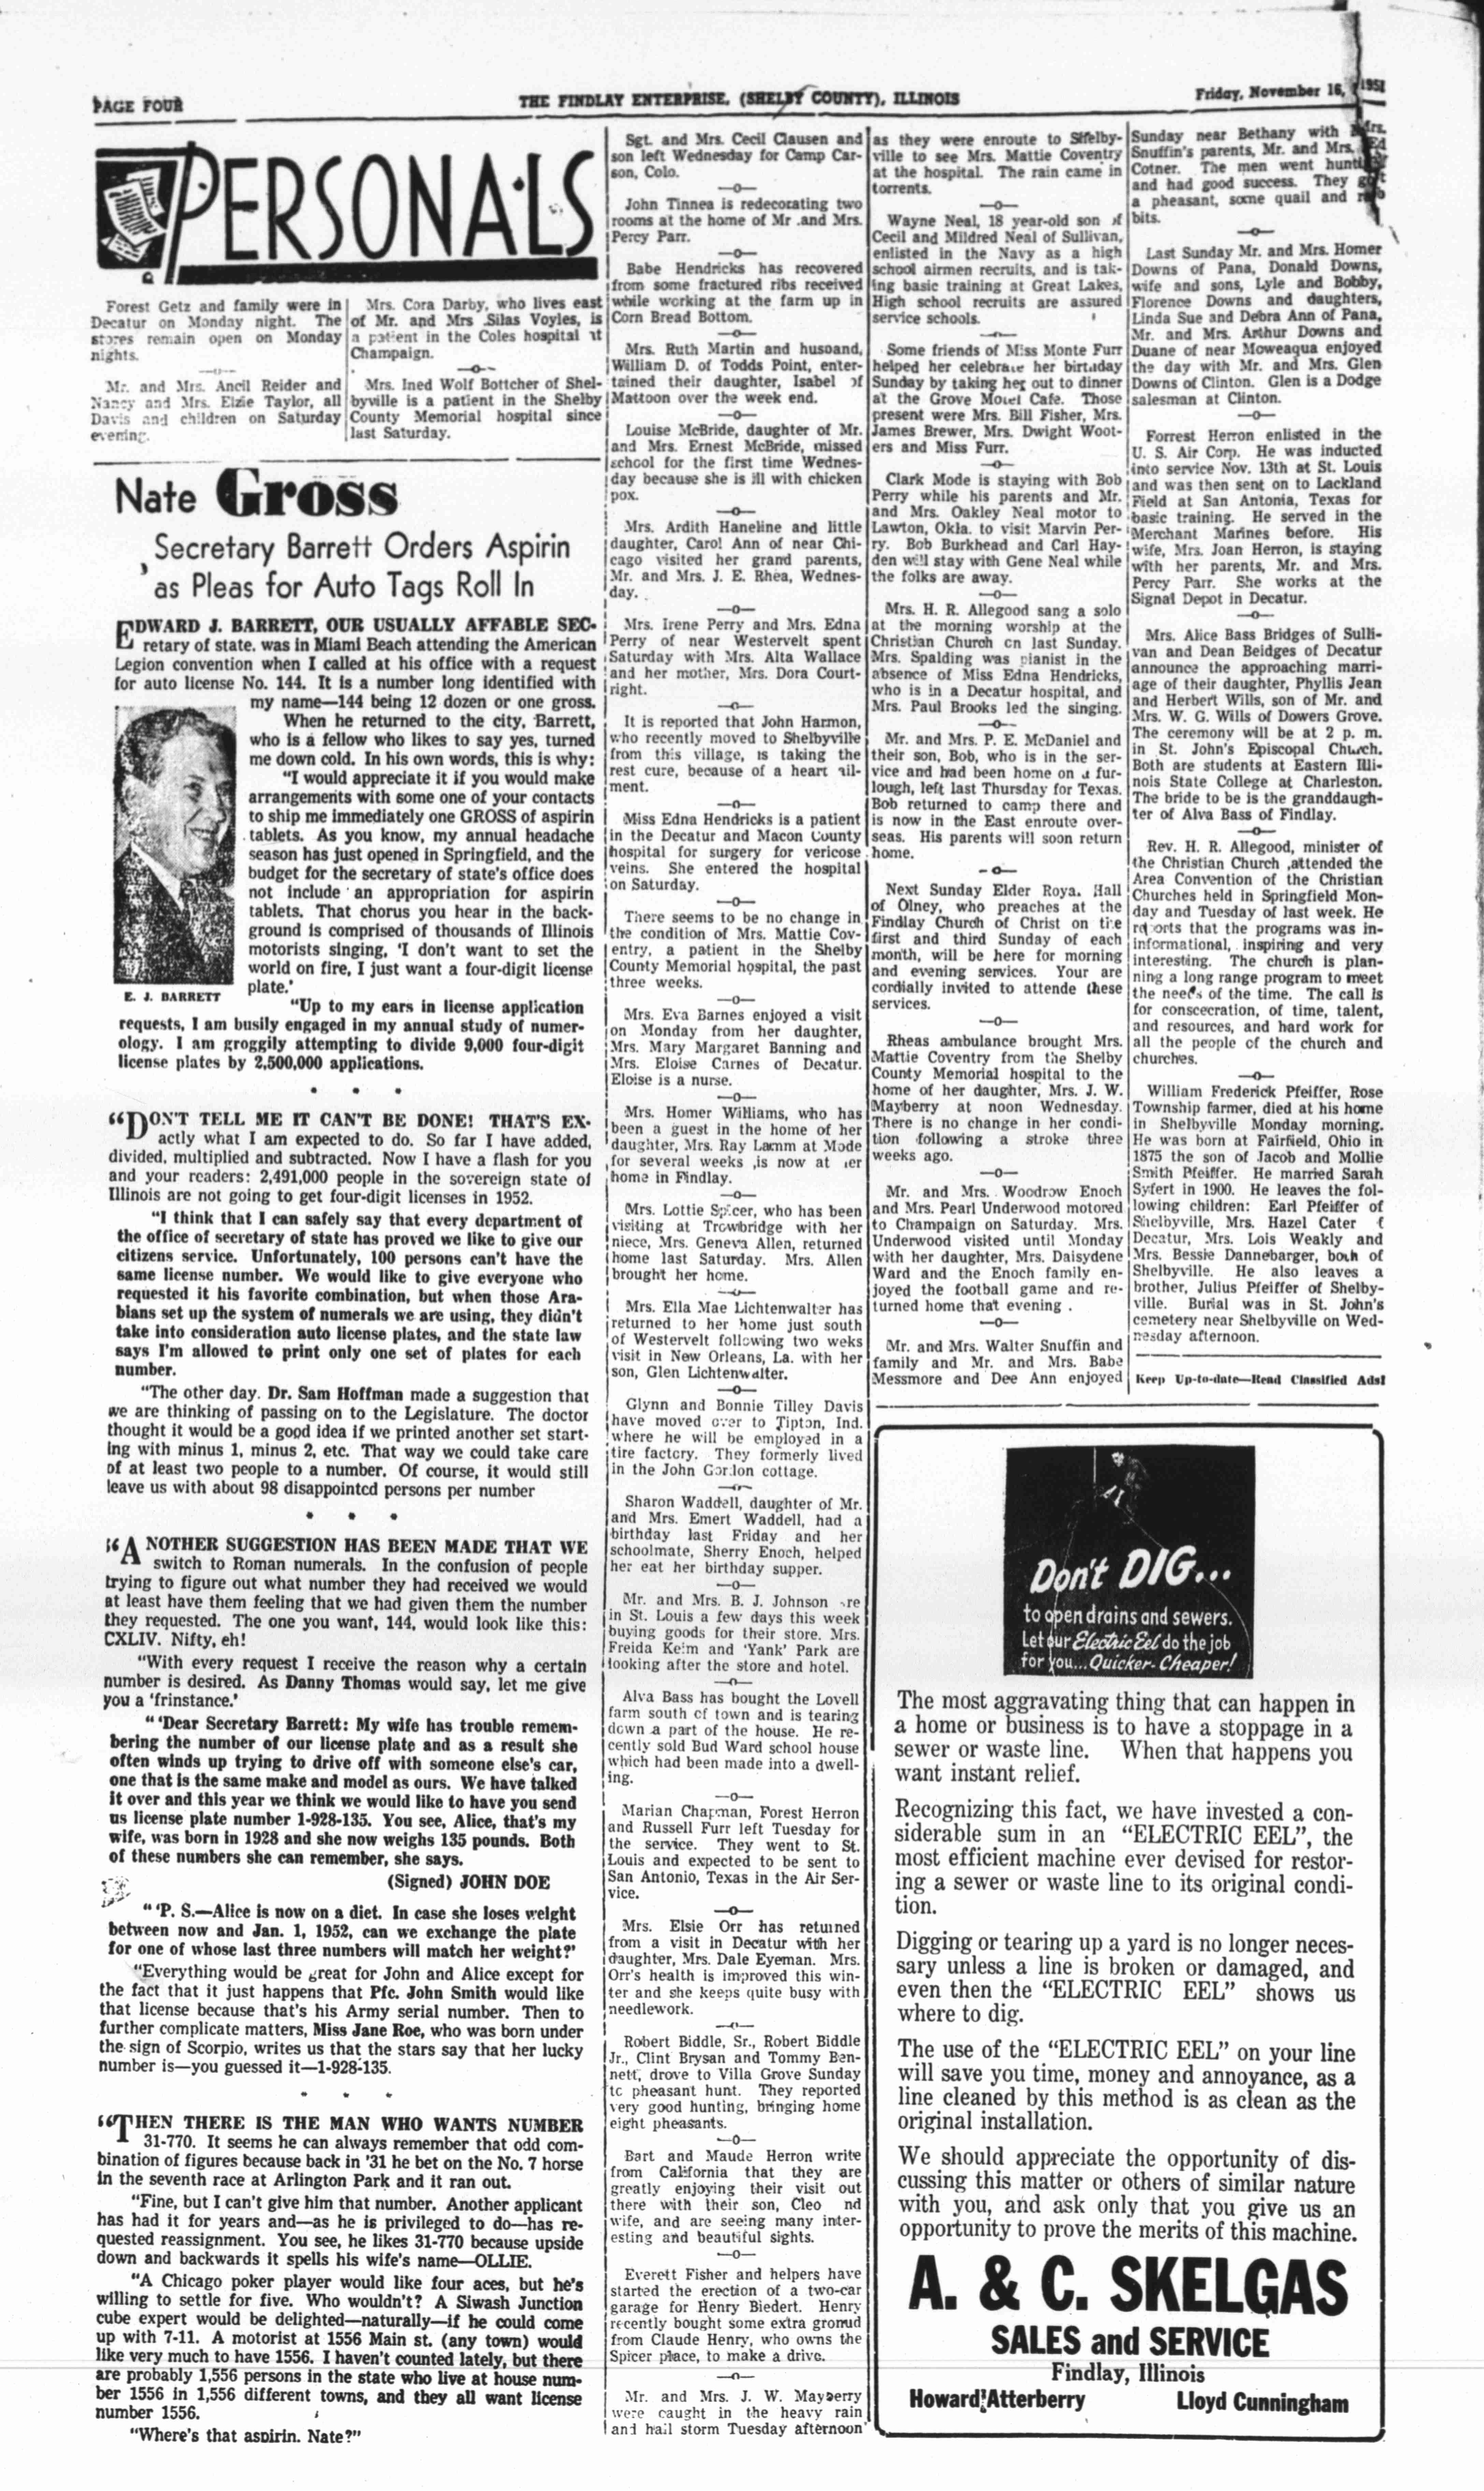 PAGE FOUR
THE FINDLAY ENTERPRISE, (SHELBY COUNTY), ILLINOIS
Friday, November 16, 1951
PERSONALS
Forest Getz and family were in
Decatur on Monday night. The
stores remain open on Monday
nights.
Mr. and Mrs. Ancil Reider and
Nancy and Mrs. Elzie Taylor, all
Davis and children on Saturday
evening.
Mrs. Cora Darby, who lives east
of Mr. and Mrs .Silas Voyles, is
a patient in the Coles hospital at
Champaign.
—o—
Mrs. Ined Wolf Bottcher of Shel-
byville is a patient in the Shelby
County Memorial hospital since
last Saturday.
Nate Gross
Secretary Barrett Orders Aspirin
as Pleas for Auto Tags Roll In
EDWARD J. BARRETT, OUR USUALLY AFFABLE SEC-
retary of state, was in Miami Beach attending the American
Legion convention when I called at his office with a request
for auto license No. 144. It is a number long identified with
my name—144 being 12 dozen or one gross.
When he returned to the city, Barrett,
who is a fellow who likes to say yes, turned
me down cold. In his own words, this is why:
"I would appreciate it if you would make
arrangements with some one of your contacts
to ship me immediately one GROSS of aspirin
tablets. As you know, my annual headache
season has just opened in Springfield, and the
budget for the secretary of state's office does
not include an appropriation for aspirin
tablets. That chorus you hear in the back-
ground is comprised of thousands of Illinois
motorists singing, 'I don't want to set the
world on fire, I just want a four-digit license
plate.'
E. J. BARRETT
"Up to my ears in license application
requests, I am busily engaged in my annual study of numer-
ology. I am groggily attempting to divide 9,000 four-digit
license plates by 2,500,000 applications.
* * *
"DON'T TELL ME IT CAN'T BE DONE! THAT'S EX-
actly what I am expected to do. So far I have added,
divided, multiplied and subtracted. Now I have a flash for you
and your readers: 2,491,000 people in the sovereign state of
Illinois are not going to get four-digit licenses in 1952.
"I think that I can safely say that every department of
the office of secretary of state has proved we like to give our
citizens service. Unfortunately, 100 persons can't have the
same license number. We would like to give everyone who
requested it his favorite combination, but when those Ara-
bians set up the system of numerals we are using, they didn't
take into consideration auto license plates, and the state law
says I'm allowed to print only one set of plates for each
number.
"The other day. Dr. Sam Hoffman made a suggestion that
we are thinking of passing on to the Legislature. The doctor
thought it would be a good idea if we printed another set start-
ing with minus 1, minus 2, etc. That way we could take care
of at least two people to a number. Of course, it would still
leave us with about 98 disappointed persons per number
* * *
"ANOTHER SUGGESTION HAS BEEN MADE THAT WE
switch to Roman numerals. In the confusion of people
trying to figure out what number they had received we would
at least have them feeling that we had given them the number
they requested. The one you want, 144, would look like this:
CXLIV. Nifty, eh!
"With every request I receive the reason why a certain
number is desired. As Danny Thomas would say, let me give
you a 'frinstance.'
"'Dear Secretary Barrett: My wife has trouble remem-
bering the number of our license plate and as a result she
often winds up trying to drive off with someone else's car,
one that is the same make and model as ours. We have talked
it over and this year we think we would like to have you send
us license plate number 1-928-135. You see, Alice, that's my
wife, was born in 1928 and she now weighs 135 pounds. Both
of these numbers she can remember, she says.
(Signed) JOHN DOE
"'P. S.—Alice is now on a diet. In case she loses weight
between now and Jan. 1, 1952, can we exchange the plate
for one of whose last three numbers will match her weight?'
"Everything would be great for John and Alice except for
the fact that it just happens that Pfc. John Smith would like
that license because that's his Army serial number. Then to
further complicate matters, Miss Jane Roe, who was born under
the sign of Scorpio, writes us that the stars say that her lucky
number is—you guessed it—1-928-135.
* * *
"THEN THERE IS THE MAN WHO WANTS NUMBER
31-770. It seems he can always remember that odd com-
bination of figures because back in '31 he bet on the No. 7 horse
in the seventh race at Arlington Park and it ran out.
"Fine, but I can't give him that number. Another applicant
has had it for years and—as he is privileged to do—has re-
quested reassignment. You see, he likes 31-770 because upside
down and backwards it spells his wife's name—OLLIE.
"A Chicago poker player would like four aces, but he's
willing to settle for five. Who wouldn't? A Siwash Junction
cube expert would be delighted—naturally—if he could come
up with 7-11. A motorist at 1556 Main st. (any town) would
like very much to have 1556. I haven't counted lately, but there
are probably 1,556 persons in the state who live at house num-
ber 1556 in 1,556 different towns, and they all want license
number 1556.
"Where's that aspirin. Nate?"
Sgt. and Mrs. Cecil Clausen and
son left Wednesday for Camp Car-
son, Colo.
—o—
John Tinnea is redecorating two
rooms at the home of Mr .and Mrs.
Percy Parr.
—o—
Babe Hendricks has recovered
from some fractured ribs received
while working at the farm up in
Corn Bread Bottom.
—o—
Mrs. Ruth Martin and husband,
William D. of Todds Point, enter-
tained their daughter, Isabel of
Mattoon over the week end.
—o—
Louise McBride, daughter of Mr.
and Mrs. Ernest McBride, missed
school for the first time Wednes-
day because she is ill with chicken
pox.
—o—
Mrs. Ardith Haneline and little
daughter, Carol Ann of near Chi-
cago visited her grand parents,
Mr. and Mrs. J. E. Rhea, Wednes-
day.
—o—
Mrs. Irene Perry and Mrs. Edna
Perry of near Westervelt spent
Saturday with Mrs. Alta Wallace
and her mother, Mrs. Dora Court-
right.
—o—
It is reported that John Harmon,
who recently moved to Shelbyville
from this village, is taking the
rest cure, because of a heart ail-
ment.
—o—
Miss Edna Hendricks is a patient
in the Decatur and Macon County
hospital for surgery for vericose
veins. She entered the hospital
on Saturday.
—o—
There seems to be no change in
the condition of Mrs. Mattie Cov-
entry, a patient in the Shelby
County Memorial hospital, the past
three weeks.
—o—
Mrs. Eva Barnes enjoyed a visit
on Monday from her daughter,
Mrs. Mary Margaret Banning and
Mrs. Eloise Carnes of Decatur.
Eloise is a nurse.
—o—
Mrs. Homer Williams, who has
been a guest in the home of her
daughter, Mrs. Ray Lamm at Mode
for several weeks ,is now at her
home in Findlay.
—o—
Mrs. Lottie Spicer, who has been
visiting at Trowbridge with her
niece, Mrs. Geneva Allen, returned
home last Saturday. Mrs. Allen
brought her home.
—o—
Mrs. Ella Mae Lichtenwalter has
returned to her home just south
of Westervelt following two weks
visit in New Orleans, La. with her
son, Glen Lichtenwalter.
—o—
Glynn and Bonnie Tilley Davis
have moved over to Tipton, Ind.
where he will be employed in a
tire factory. They formerly lived
in the John Gordon cottage.
—o—
Sharon Waddell, daughter of Mr.
and Mrs. Emert Waddell, had a
birthday last Friday and her
schoolmate, Sherry Enoch, helped
her eat her birthday supper.
—o—
Mr. and Mrs. B. J. Johnson are
in St. Louis a few days this week
buying goods for their store. Mrs.
Freida Keim and 'Yank' Park are
looking after the store and hotel.
—o—
Alva Bass has bought the Lovell
farm south of town and is tearing
down a part of the house. He re-
cently sold Bud Ward school house
which had been made into a dwell-
ing.
—o—
Marian Chapman, Forest Herron
and Russell Furr left Tuesday for
the service. They went to St.
Louis and expected to be sent to
San Antonio, Texas in the Air Ser-
vice.
—o—
Mrs. Elsie Orr has returned
from a visit in Decatur with her
daughter, Mrs. Dale Eyeman. Mrs.
Orr's health is improved this win-
ter and she keeps quite busy with
needlework.
—o—
Robert Biddle, Sr., Robert Biddle
Jr., Clint Brysan and Tommy Ben-
nett, drove to Villa Grove Sunday
to pheasant hunt. They reported
very good hunting, bringing home
eight pheasants.
—o—
Bart and Maude Herron write
from California that they are
greatly enjoying their visit out
there with their son, Cleo nd
wife, and are seeing many inter-
esting and beautiful sights.
—o—
Everett Fisher and helpers have
started the erection of a two-car
garage for Henry Biedert. Henry
recently bought some extra gronud
from Claude Henry, who owns the
Spicer place, to make a drive.
—o—
Mr. and Mrs. J. W. Mayberry
were caught in the heavy rain
and hail storm Tuesday afternoon
as they were enroute to Shelby-
ville to see Mrs. Mattie Coventry
at the hospital. The rain came in
torrents.
—o—
Wayne Neal, 18 year-old son of
Cecil and Mildred Neal of Sullivan,
enlisted in the Navy as a high
school airmen recruits, and is tak-
ing basic training at Great Lakes.
High school recruits are assured
service schools.
—o—
Some friends of Miss Monte Furr
helped her celebrate her birthday
Sunday by taking her out to dinner
at the Grove Motel Cafe. Those
present were Mrs. Bill Fisher, Mrs.
James Brewer, Mrs. Dwight Woot-
ers and Miss Furr.
—o—
Clark Mode is staying with Bob
Perry while his parents and Mr.
and Mrs. Oakley Neal motor to
Lawton, Okla. to visit Marvin Per-
ry. Bob Burkhead and Carl Hay-
den will stay with Gene Neal while
the folks are away.
—o—
Mrs. H. R. Allegood sang a solo
at the morning worship at the
Christian Church on last Sunday.
Mrs. Spalding was pianist in the
absence of Miss Edna Hendricks,
who is in a Decatur hospital, and
Mrs. Paul Brooks led the singing.
—o—
Mr. and Mrs. P. E. McDaniel and
their son, Bob, who is in the ser-
vice and had been home on a fur-
lough, left last Thursday for Texas.
Bob returned to camp there and
is now in the East enroute over-
seas. His parents will soon return
home.
—o—
Next Sunday Elder Roya. Hall
of Olney, who preaches at the
Findlay Church of Christ on the
first and third Sunday of each
month, will be here for morning
and evening services. Your are
cordially invited to attende these
services.
—o—
Rheas ambulance brought Mrs.
Mattie Coventry from the Shelby
County Memorial hospital to the
home of her daughter, Mrs. J. W.
Mayberry at noon Wednesday.
There is no change in her condi-
tion following a stroke three
weeks ago.
—o—
Mr. and Mrs. Woodrow Enoch
and Mrs. Pearl Underwood motored
to Champaign on Saturday. Mrs.
Underwood visited until Monday
with her daughter, Mrs. Daisydene
Ward and the Enoch family en-
joyed the football game and re-
turned home that evening .
—o—
Mr. and Mrs. Walter Snuffin and
family and Mr. and Mrs. Babe
Messmore and Dee Ann enjoyed
Sunday near Bethany with Mrs.
Snuffin's parents, Mr. and Mrs. Ed
Cotner. The men went hunting
and had good success. They got
a pheasant, some quail and rab
bits.
—o—
Last Sunday Mr. and Mrs. Homer
Downs of Pana, Donald Downs,
wife and sons, Lyle and Bobby,
Florence Downs and daughters,
Linda Sue and Debra Ann of Pana,
Mr. and Mrs. Arthur Downs and
Duane of near Moweaqua enjoyed
the day with Mr. and Mrs. Glen
Downs of Clinton. Glen is a Dodge
salesman at Clinton.
—o—
Forrest Herron enlisted in the
U. S. Air Corp. He was inducted
into service Nov. 13th at St. Louis
and was then sent on to Lackland
Field at San Antonia, Texas for
basic training. He served in the
Merchant Marines before. His
wife, Mrs. Joan Herron, is staying
with her parents, Mr. and Mrs.
Percy Parr. She works at the
Signal Depot in Decatur.
—o—
Mrs. Alice Bass Bridges of Sulli-
van and Dean Beidges of Decatur
announce the approaching marri-
age of their daughter, Phyllis Jean
and Herbert Wills, son of Mr. and
Mrs. W. G. Wills of Dowers Grove.
The ceremony will be at 2 p. m.
in St. John's Episcopal Church.
Both are students at Eastern Illi-
nois State College at Charleston.
The bride to be is the granddaugh-
ter of Alva Bass of Findlay.
—o—
Rev. H. R. Allegood, minister of
the Christian Church ,attended the
Area Convention of the Christian
Churches held in Springfield Mon-
day and Tuesday of last week. He
reports that the programs was in-
informational, inspiring and very
interesting. The church is plan-
ning a long range program to meet
the needs of the time. The call is
for conscecration, of time, talent,
and resources, and hard work for
all the people of the church and
churches.
—o—
William Frederick Pfeiffer, Rose
Township farmer, died at his home
in Shelbyville Monday morning.
He was born at Fairfield, Ohio in
1875 the son of Jacob and Mollie
Smith Pfeiffer. He married Sarah
Syfert in 1900. He leaves the fol-
lowing children: Earl Pfeiffer of
Shelbyville, Mrs. Hazel Cater
Decatur, Mrs. Lois Weakly and
Mrs. Bessie Dannebarger, both of
Shelbyville. He also leaves a
brother, Julius Pfeiffer of Shelby-
ville. Burial was in St. John's
cemetery near Shelbyville on Wed-
nesday afternoon.
Keep Up-to-date—Read Classified Ads!
Don't DIG...
to open drains and sewers.
Let our Electric Eel do the job
for you...Quicker-Cheaper!
The most aggravating thing that can happen in
a home or business is to have a stoppage in a
sewer or waste line. When that happens you
want instant relief.
Recognizing this fact, we have invested a con-
siderable sum in an "ELECTRIC EEL", the
most efficient machine ever devised for restor-
ing a sewer or waste line to its original condi-
tion.
Digging or tearing up a yard is no longer neces-
sary unless a line is broken or damaged, and
even then the "ELECTRIC EEL" shows us
where to dig.
The use of the "ELECTRIC EEL" on your line
will save you time, money and annoyance, as a
line cleaned by this method is as clean as the
original installation.
We should appreciate the opportunity of dis-
cussing this matter or others of similar nature
with you, and ask only that you give us an
opportunity to prove the merits of this machine.
A. & C. SKELGAS
SALES and SERVICE
Findlay, Illinois
Howard Atterberry Lloyd Cunningham